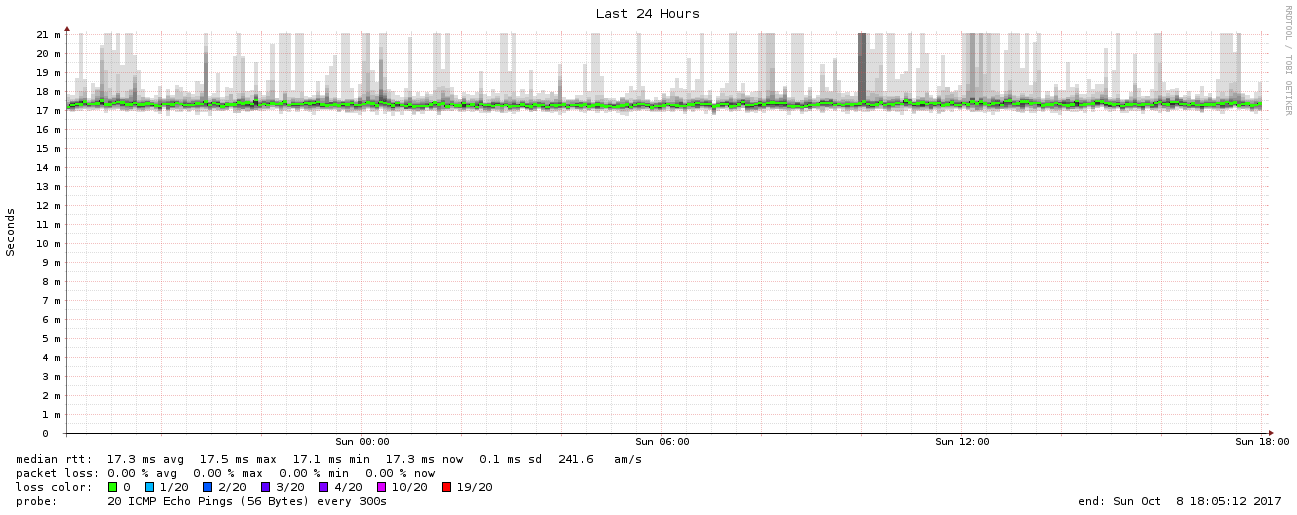 Last 24 Hours
RRDTOOL / TOBI OETIKER
21 m
20 m
19 m
18 m
17 m
16 m
15 m
14 m
13 m
12 m
11 m
10 m
9 m
8 m
7 m
6 m
5 m
4 m
3 m
2 m
1 m
0
Seconds
Sun 00:00 Sun 06:00 Sun 12:00 Sun 18:00
median rtt: 17.3 ms avg 17.5 ms max 17.1 ms min 17.3 ms now 0.1 ms sd 241.6 am/s
packet loss: 0.00 % avg 0.00 % max 0.00 % min 0.00 % now
loss color: 0 1/20 2/20 3/20 4/20 10/20 19/20
probe: 20 ICMP Echo Pings (56 Bytes) every 300s end: Sun Oct 8 18:05:12 2017